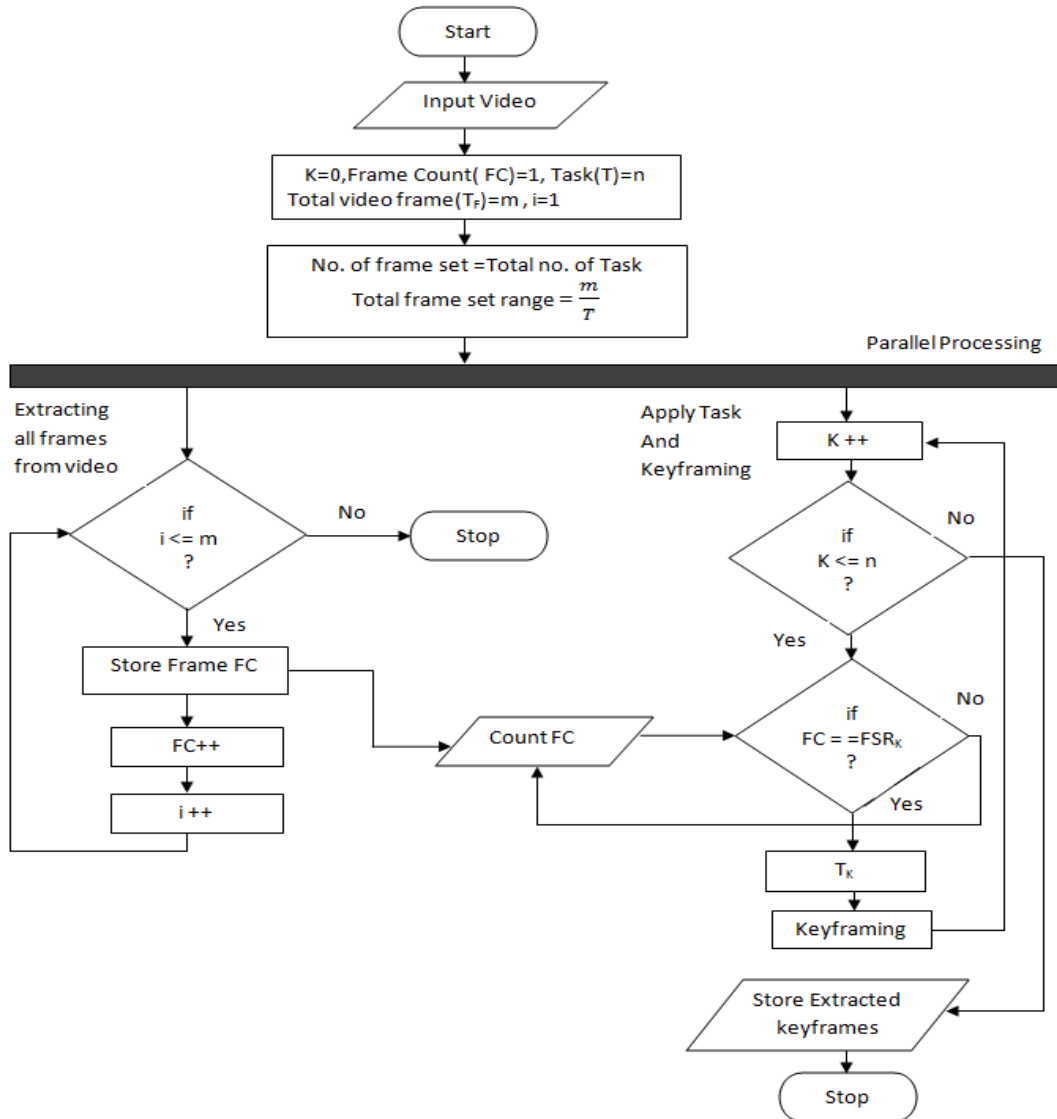 Start
Input Video
K=0,Frame Count( FC)=1, Task(T)=n
Total video frame(T_F)=m , i=1
No. of frame set =Total no. of Task
Total frame set range = m/T
Parallel Processing
Extracting
all frames
from video
Apply Task
And
Keyframing
K ++
if
i <= m
?
No
Stop
Yes
Store Frame FC
FC++
i ++
if
K <= n
?
No
Yes
Count FC
if
FC = =FSR_K
?
No
Yes
T_K
Keyframing
Store Extracted
keyframes
Stop